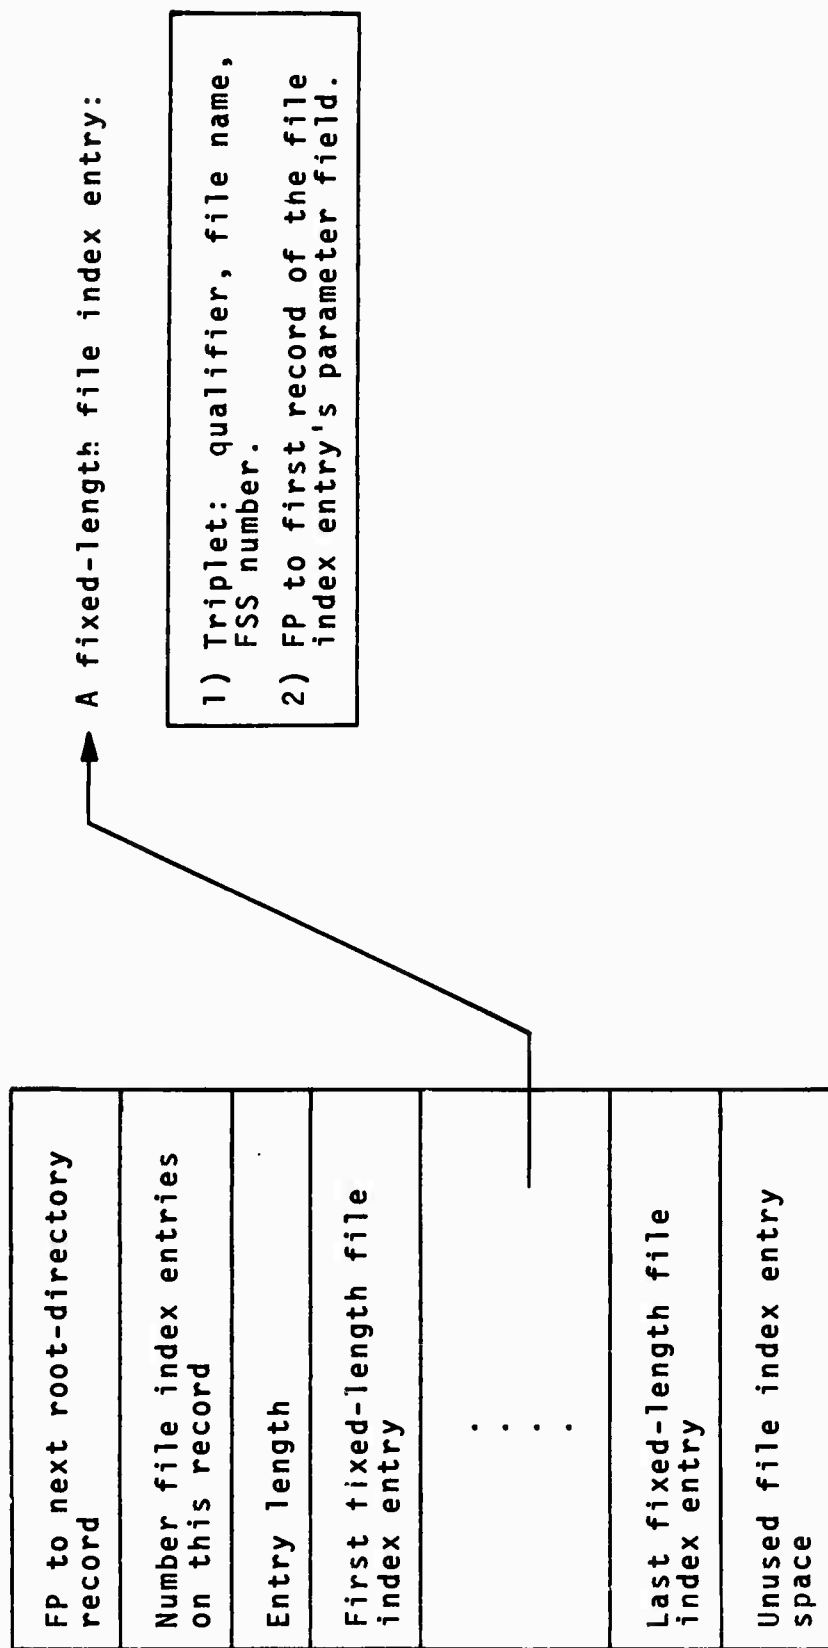 FP to next root-directory
record
Number file index entries
on this record
Entry length
First fixed-length file
index entry
. . . .
Last fixed-length file
index entry
Unused file index entry
space
A fixed-length file index entry:
1) Triplet: qualifier, file name,
FSS number.
2) FP to first record of the file
index entry's parameter field.